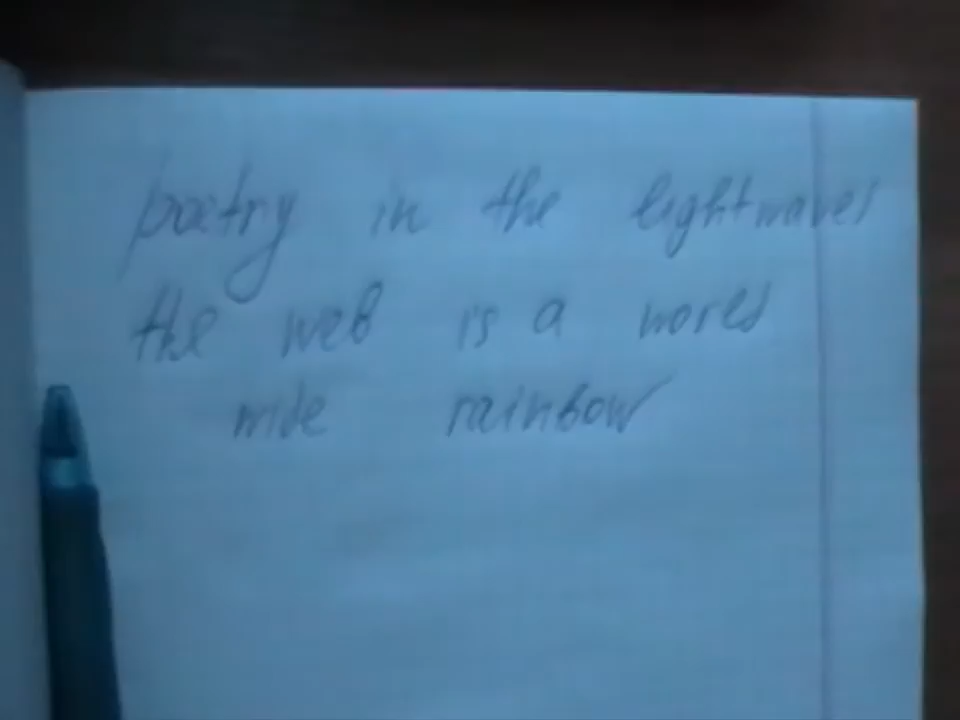 poetry in the lightwaves
the web is a world
wide rainbow